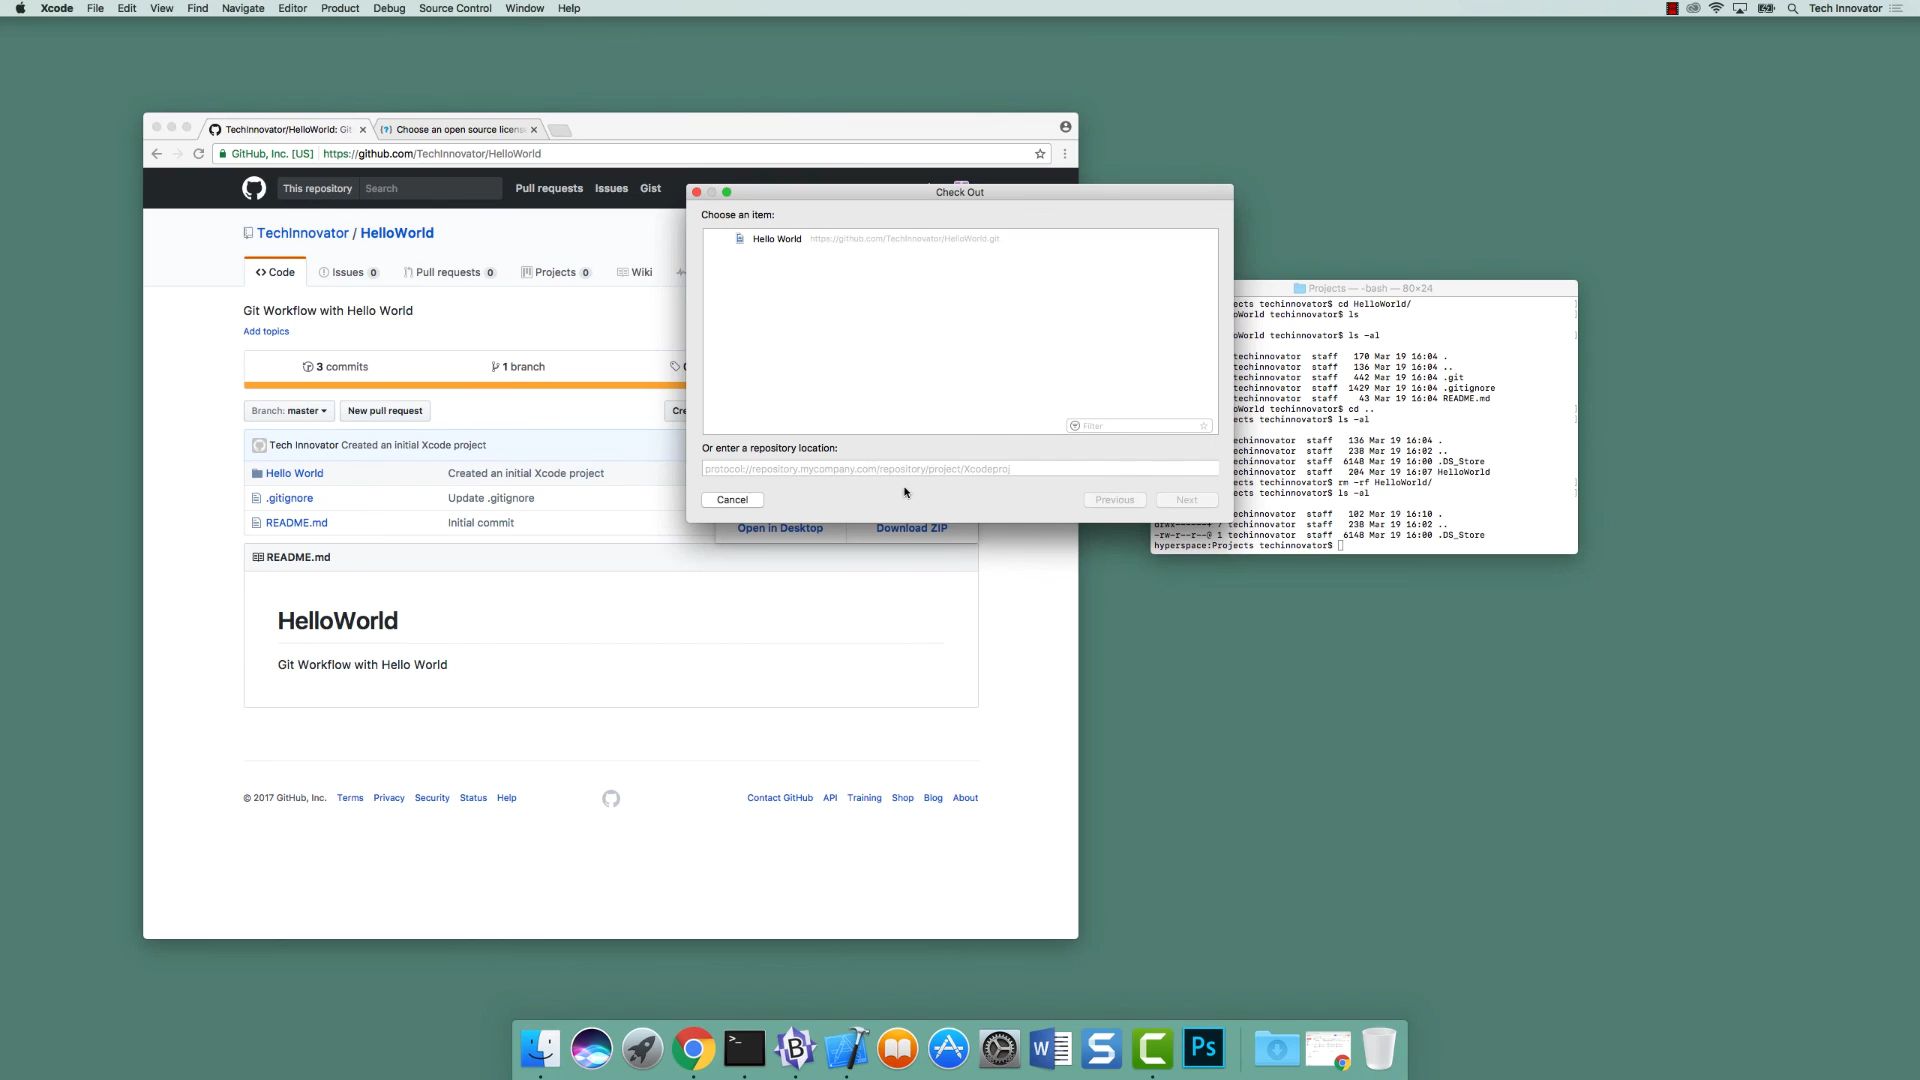 Xcode File Edit View Find Navigate Editor Product Debug Source Control Window Help
Tech Innovator
TechInnovator/HelloWorld: Git
Choose an open source license
GitHub, Inc. [US] https://github.com/TechInnovator/HelloWorld
This repository Search Pull requests Issues Gist
TechInnovator / HelloWorld
Code Issues 0 Pull requests 0 Projects 0 Wiki
Git Workflow with Hello World
Add topics
3 commits 1 branch
Branch: master New pull request Cre
Tech Innovator Created an initial Xcode project
Hello World Created an initial Xcode project
.gitignore Update .gitignore
README.md Initial commit
Open in Desktop Download ZIP
README.md
HelloWorld
Git Workflow with Hello World
© 2017 GitHub, Inc. Terms Privacy Security Status Help
Contact GitHub API Training Shop Blog About
Check Out
Choose an item:
Hello World https://github.com/TechInnovator/HelloWorld.git
Filter
Or enter a repository location:
protocol://repository.mycompany.com/repository/project/Xcodeproj
Cancel Previous Next
Projects — -bash — 80×24
ects techinnovator$ cd HelloWorld/
oWorld techinnovator$ ls
oWorld techinnovator$ ls -al
techinnovator staff 170 Mar 19 16:04 .
techinnovator staff 136 Mar 19 16:04 ..
techinnovator staff 442 Mar 19 16:04 .git
techinnovator staff 1429 Mar 19 16:04 .gitignore
techinnovator staff 43 Mar 19 16:04 README.md
oWorld techinnovator$ cd ..
ects techinnovator$ ls -al
techinnovator staff 136 Mar 19 16:04 .
techinnovator staff 238 Mar 19 16:02 ..
techinnovator staff 6148 Mar 19 16:00 .DS_Store
techinnovator staff 204 Mar 19 16:07 HelloWorld
ects techinnovator$ rm -rf HelloWorld/
ects techinnovator$ ls -al
techinnovator staff 102 Mar 19 16:10 .
drwx------+ 7 techinnovator staff 238 Mar 19 16:02 ..
-rw-r--r--@ 1 techinnovator staff 6148 Mar 19 16:00 .DS_Store
hyperspace:Projects techinnovator$
>_
B
W
S
C
Ps